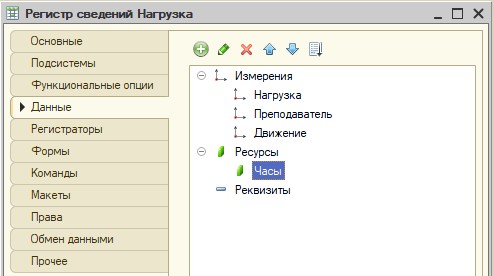 Регистр сведений Нагрузка
Основные
Подсистемы
Функциональные опции
Данные
Регистраторы
Формы
Команды
Макеты
Права
Обмен данными
Прочее
Измерения
Нагрузка
Преподаватель
Движение
Ресурсы
Часы
Реквизиты